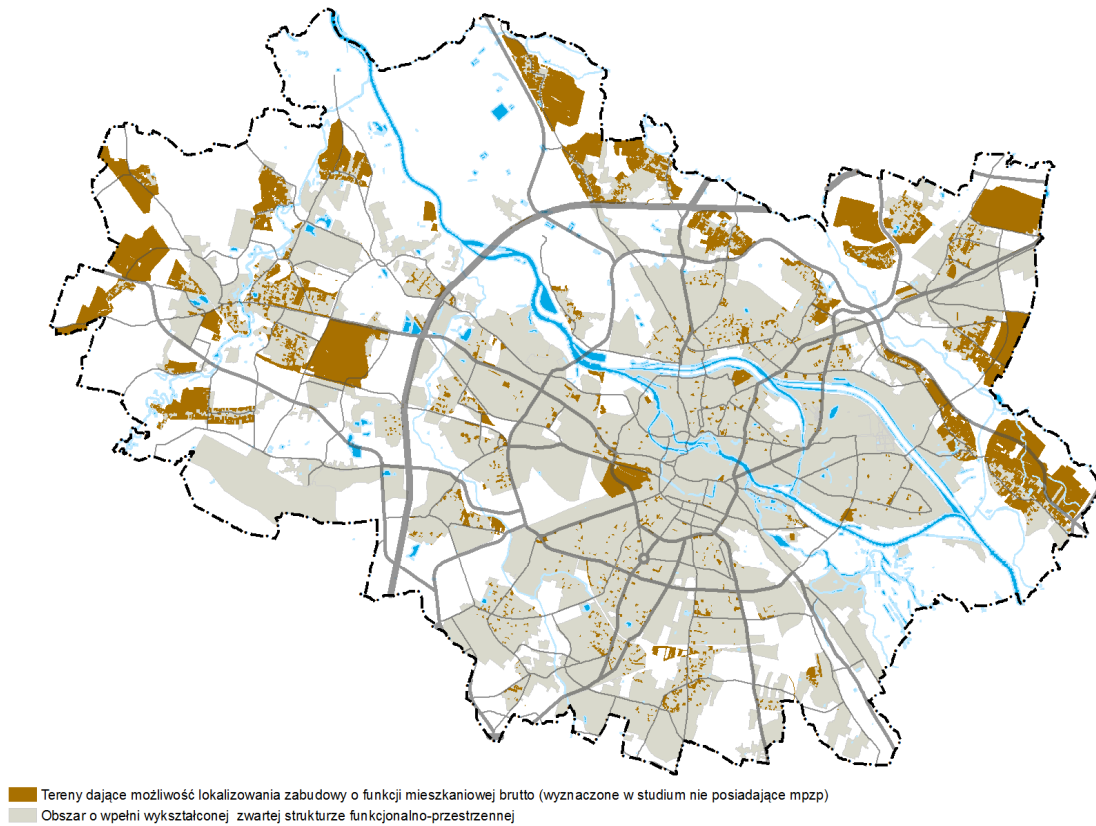 Tereny dające możliwość lokalizowania zabudowy o funkcji mieszkaniowej brutto (wyznaczone w studium nie posiadające mpzp)
Obszar o wpełni wykształconej zwartej strukturze funkcjonalno-przestrzennej